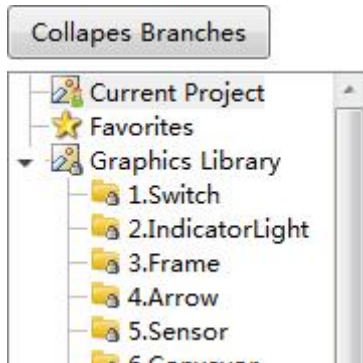 Collapes Branches
Current Project
Favorites
Graphics Library
1.Switch
2.IndicatorLight
3.Frame
4.Arrow
5.Sensor